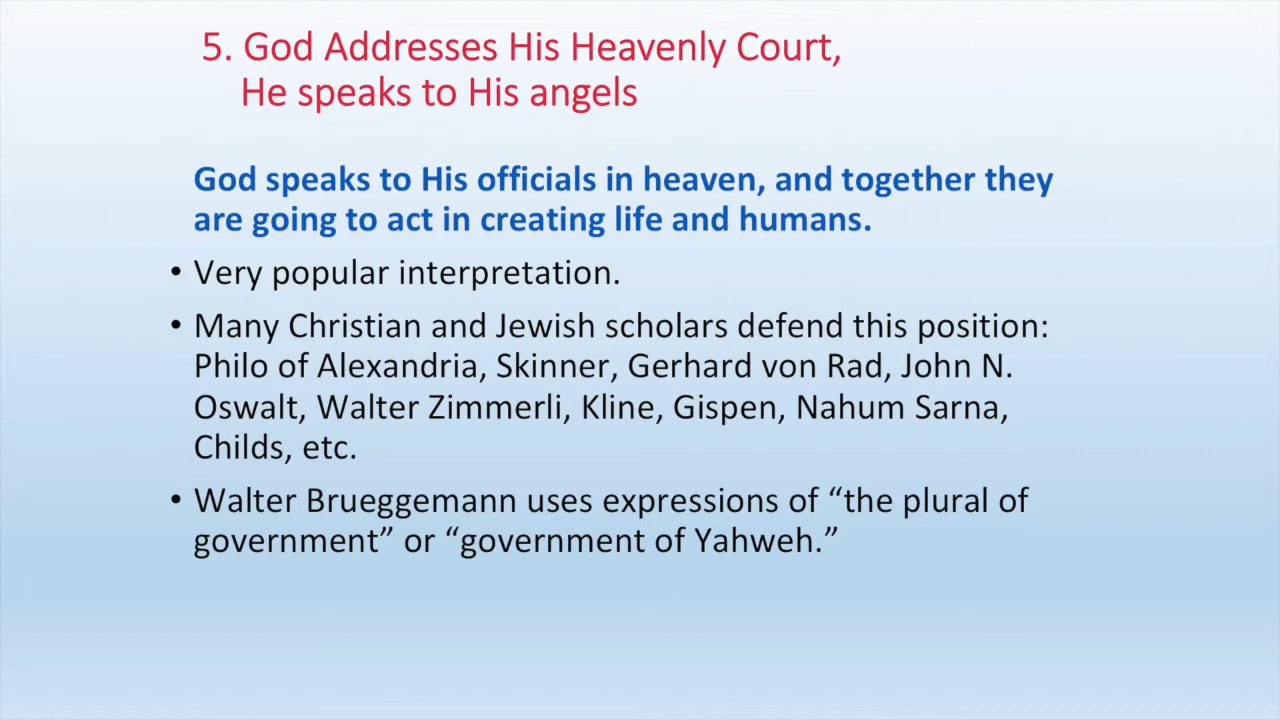 5. God Addresses His Heavenly Court,
He speaks to His angels
God speaks to His officials in heaven, and together they
are going to act in creating life and humans.
• Very popular interpretation.
• Many Christian and Jewish scholars defend this position:
Philo of Alexandria, Skinner, Gerhard von Rad, John N.
Oswalt, Walter Zimmerli, Kline, Gispen, Nahum Sarna,
Childs, etc.
• Walter Brueggemann uses expressions of “the plural of
government” or “government of Yahweh.”